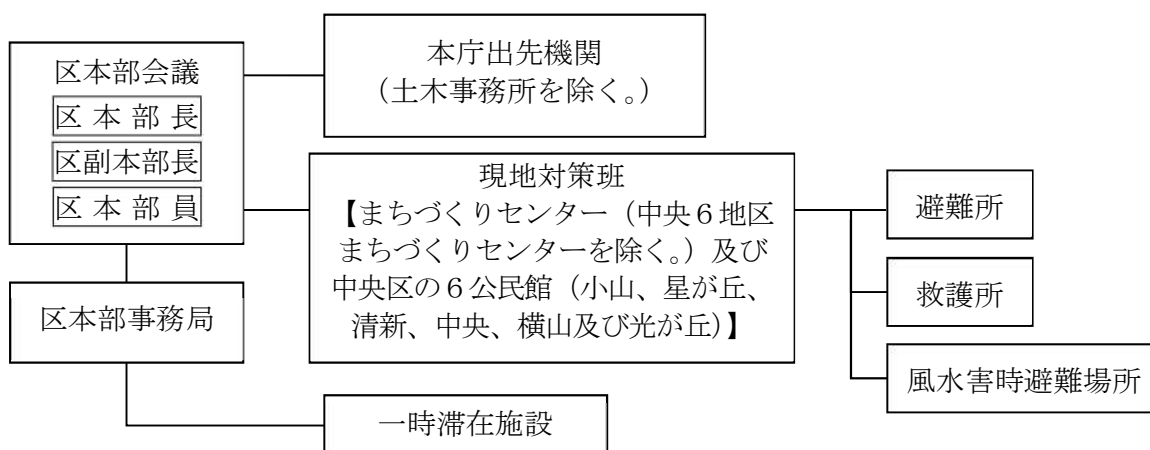 区本部会議
区 本 部 長
区副本部長
区 本 部 員
本庁出先機関
（土木事務所を除く。）
現地対策班
【まちづくりセンター（中央６地区
まちづくりセンターを除く。）及び
中央区の６公民館（小山、星が丘、
清新、中央、横山及び光が丘）】
避難所
救護所
風水害時避難場所
区本部事務局
一時滞在施設